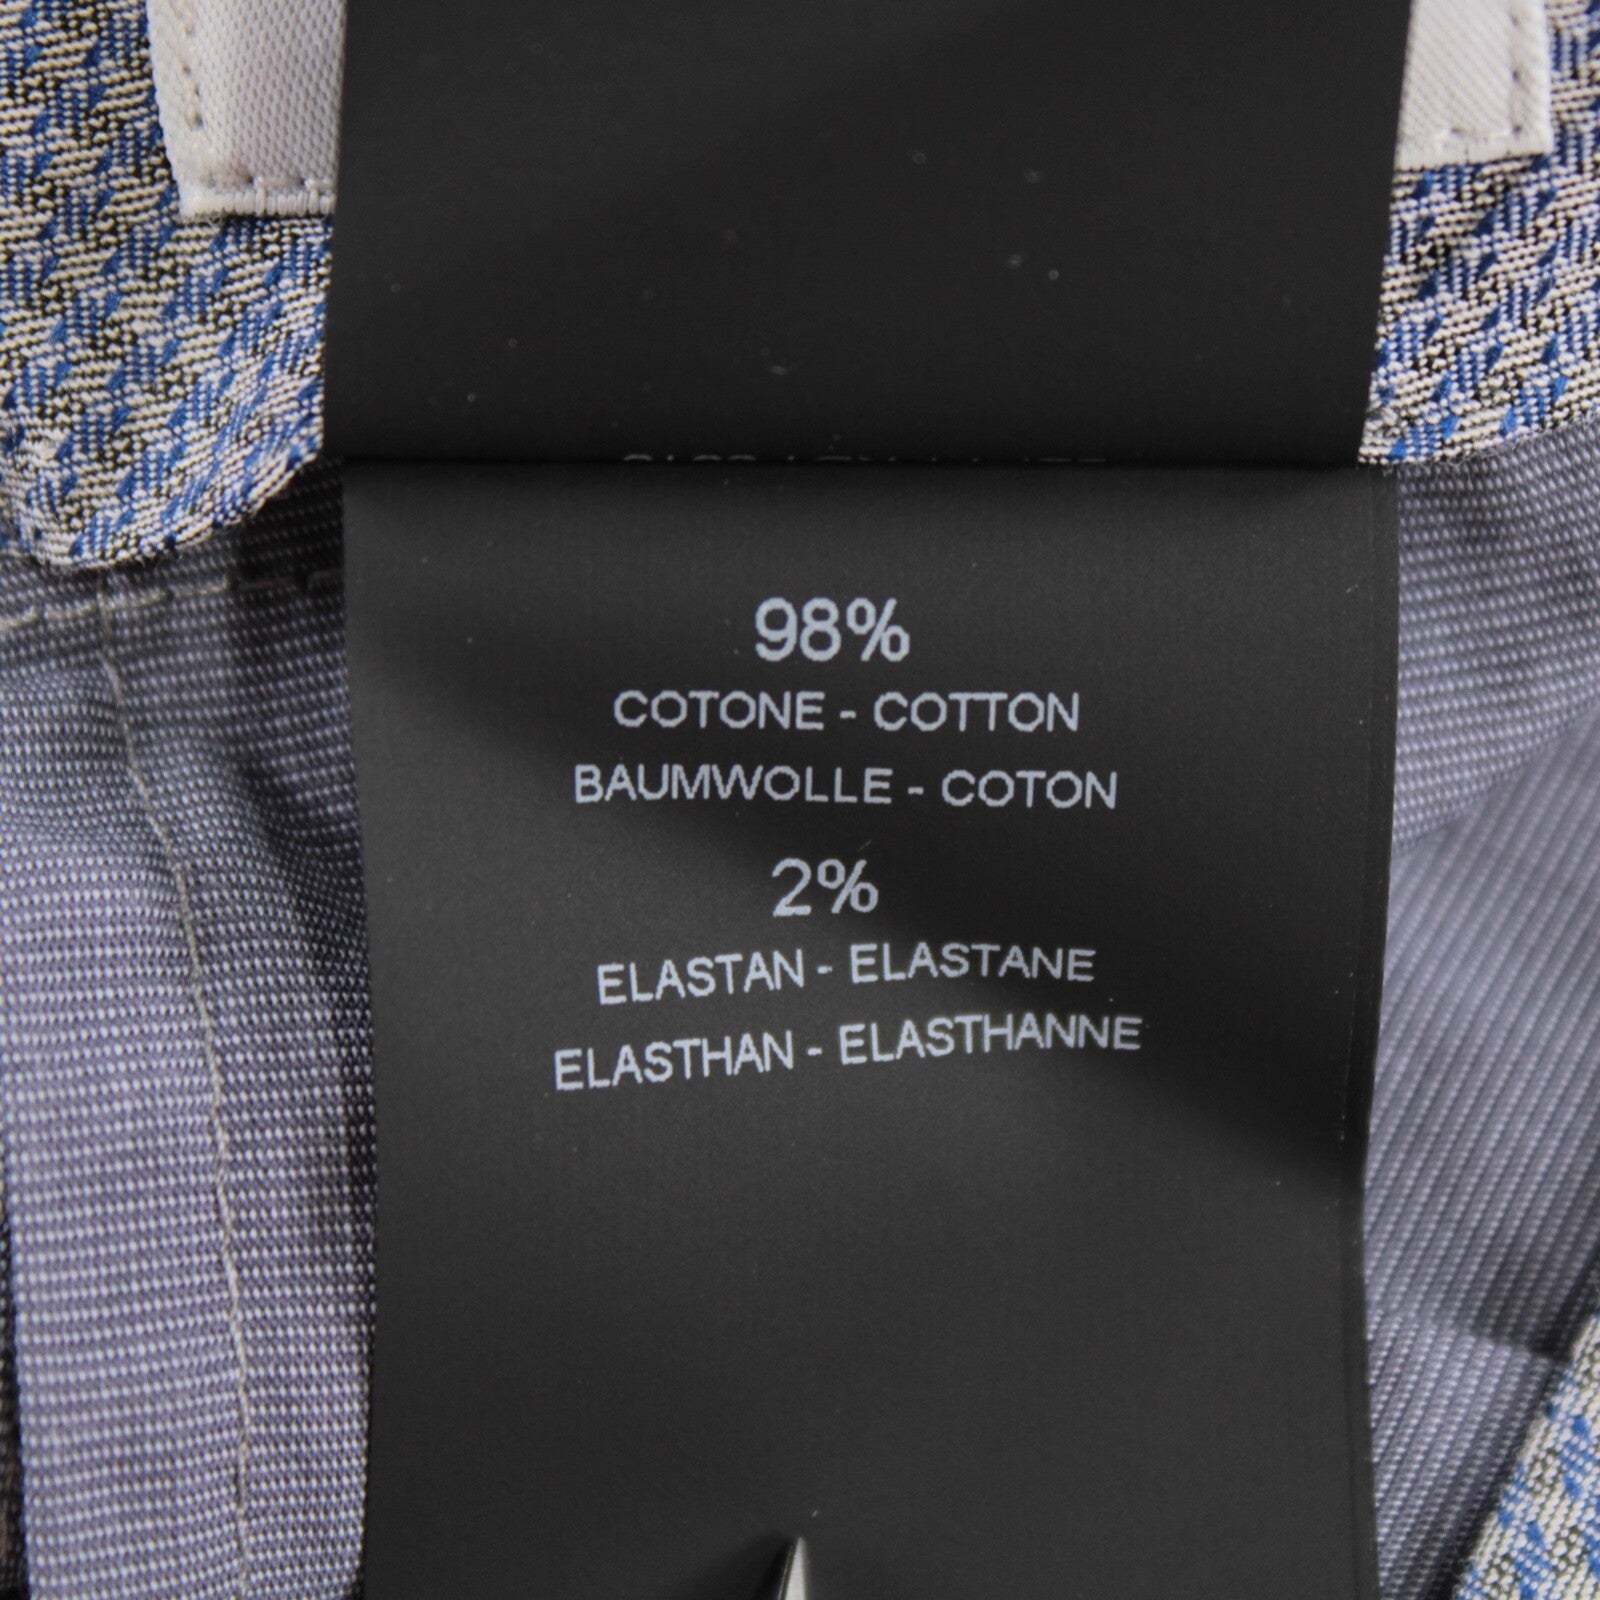 98%
COTONE - COTTON
BAUMWOLLE - COTON
2%
ELASTAN - ELASTANE
ELASTHAN - ELASTHANNE